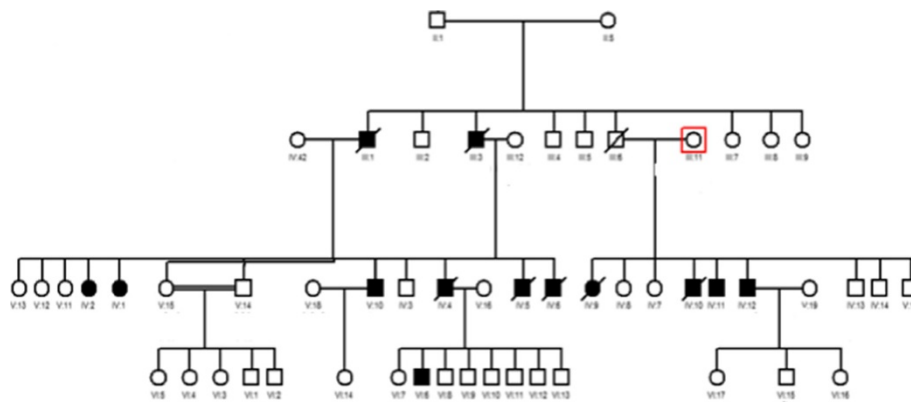 II:1 II:5
IV:42 III:1 III:2 III:3 III:12 III:4 III:5 III:6 III:11 III:7 III:8 III:9
V:13 V:12 V:11 IV:2 IV:1 V:15 V:14 V:18 V:10 IV:3 IV:4 V:16 IV:5 IV:6 IV:9 IV:8 IV:7 IV:10 IV:11 IV:12 V:19 IV:13 IV:14
VI:5 VI:4 VI:3 VI:1 VI:2 VI:14 VI:7 VI:6 VI:8 VI:9 VI:10 VI:11 VI:12 VI:13 VI:17 VI:15 VI:16